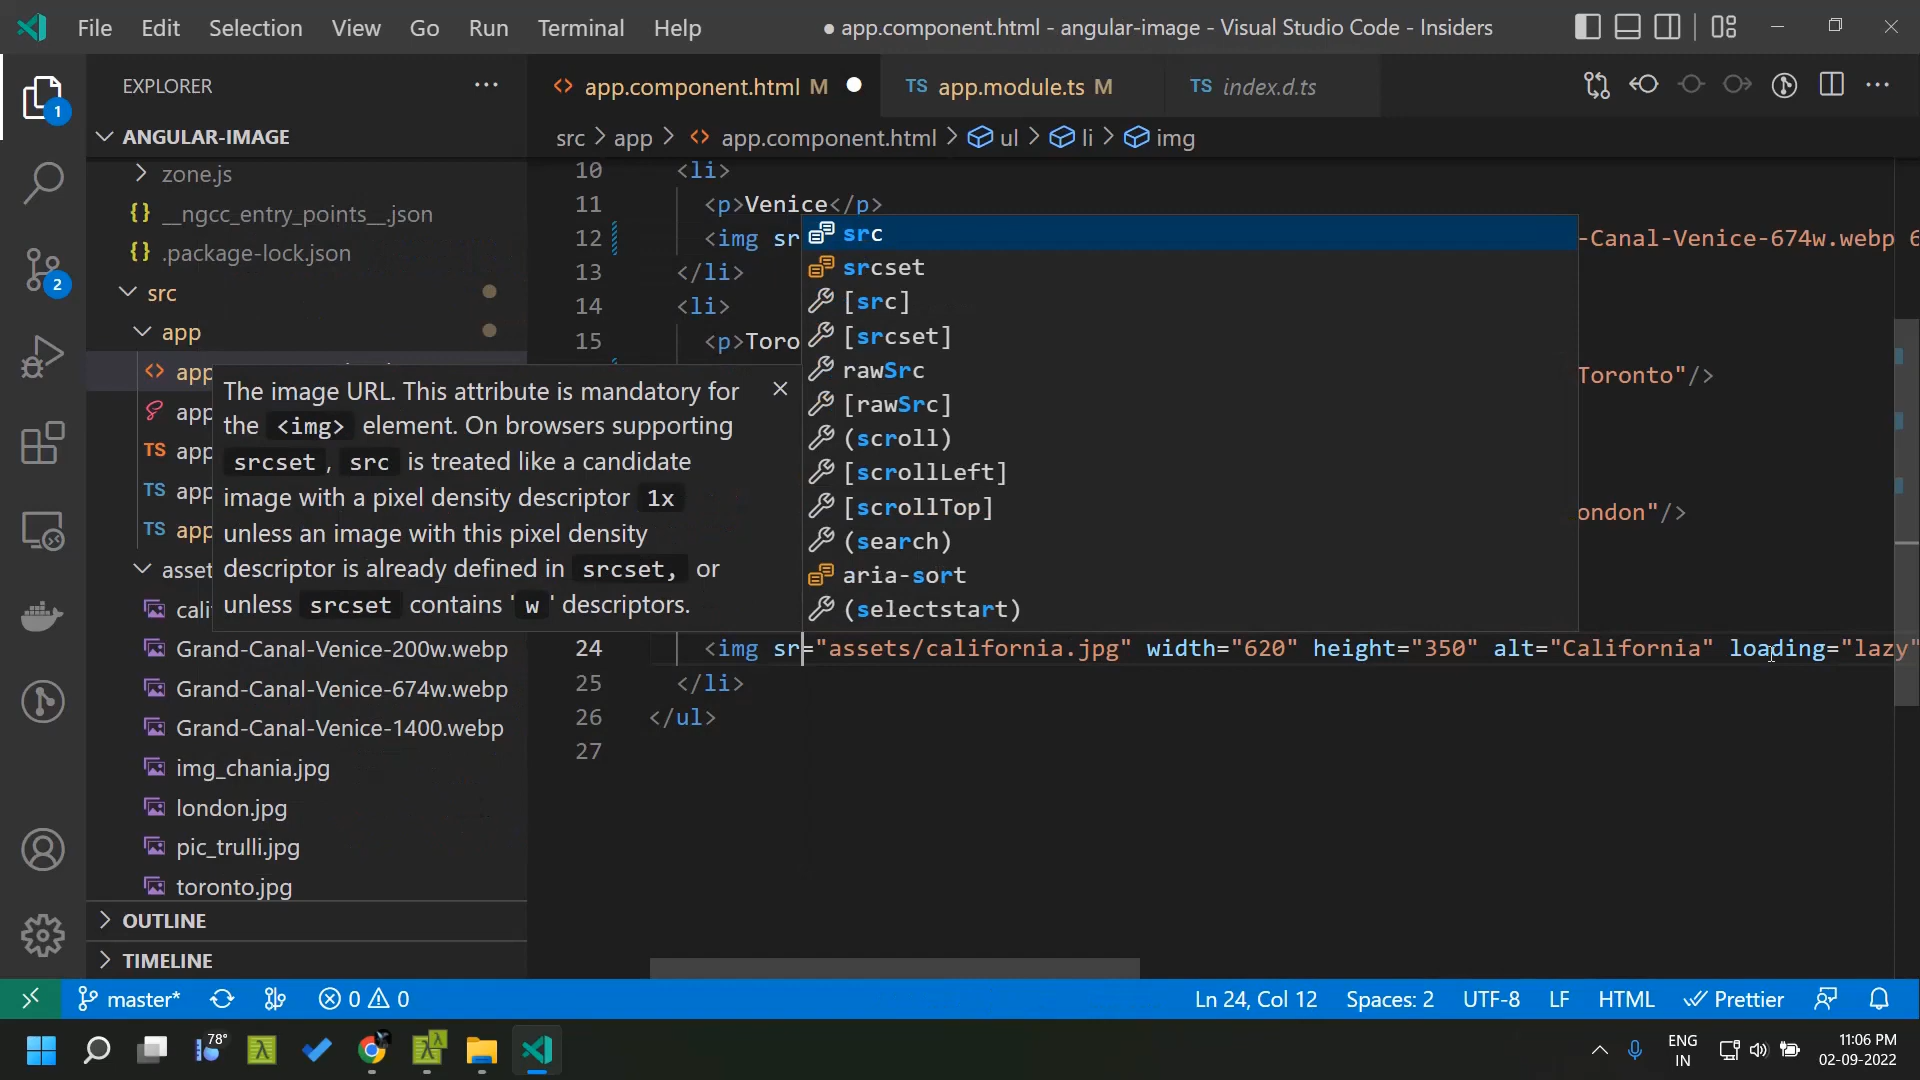 File Edit Selection View Go Run Terminal Help
● app.component.html - angular-image - Visual Studio Code - Insiders
EXPLORER
app.component.html M
TS app.module.ts M
TS index.d.ts
1
ANGULAR-IMAGE
src > app > app.component.html > ul > li > img
zone.js
{} __ngcc_entry_points__.json
{} .package-lock.json
2
src
app
app
app
TS app
TS app
TS app
asset
cali
Grand-Canal-Venice-200w.webp
Grand-Canal-Venice-674w.webp
Grand-Canal-Venice-1400.webp
img_chania.jpg
london.jpg
pic_trulli.jpg
toronto.jpg
OUTLINE
TIMELINE
The image URL. This attribute is mandatory for
the <img> element. On browsers supporting
srcset, src is treated like a candidate
image with a pixel density descriptor 1x
unless an image with this pixel density
descriptor is already defined in srcset, or
unless srcset contains 'w' descriptors.
10 <li>
11 <p>Venice</p>
12 <img sr -Canal-Venice-674w.webp 6
13 </li>
14 <li>
15 <p>Toro
Toronto"/>
ondon"/>
src
srcset
[src]
[srcset]
rawSrc
[rawSrc]
(scroll)
[scrollLeft]
[scrollTop]
(search)
aria-sort
(selectstart)
24 <img sr="assets/california.jpg" width="620" height="350" alt="California" loading="lazy"
25 </li>
26 </ul>
27
master* 0 0 Ln 24, Col 12 Spaces: 2 UTF-8 LF HTML Prettier
78°
ENG
IN
11:06 PM
02-09-2022